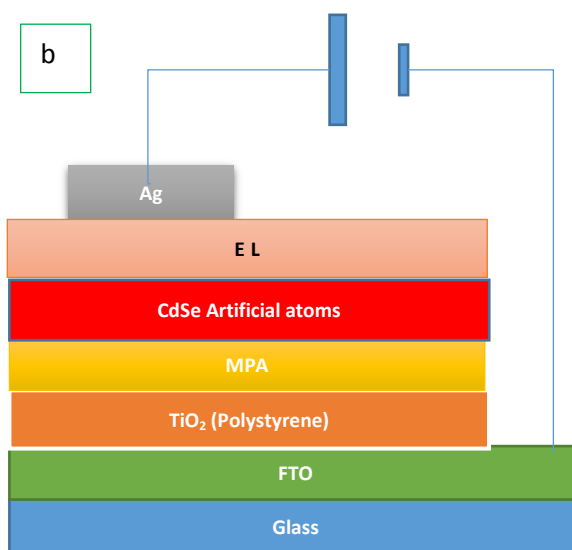 b
Ag
E L
CdSe Artificial atoms
MPA
TiO₂ (Polystyrene)
FTO
Glass